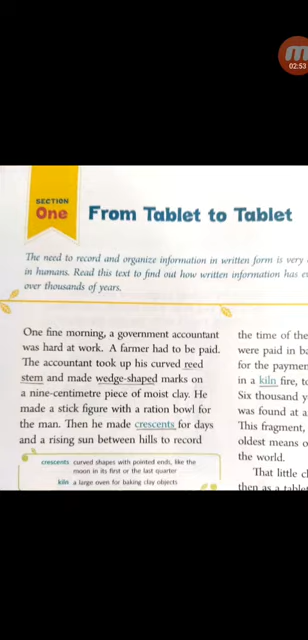 02:53
SECTION
One
From Tablet to Tablet
The need to record and organize information in written form is very
in humans. Read this text to find out how written information has
over thousands of years.
One fine morning, a government accountant
was hard at work. A farmer had to be paid.
The accountant took up his curved reed
stem and made wedge-shaped marks on
a nine-centimetre piece of moist clay. He
made a stick figure with a ration bowl for
the man. Then he made crescents for days
and a rising sun between hills to record
crescents curved shapes with pointed ends, like the
moon in its first or the last quarter
kiln a large oven for baking clay objects
the time of the
were paid in ba
for the paymen
in a kiln fire, to
Six thousand y
was found at a
This fragment,
oldest means o
the world.
That little c
then as a table